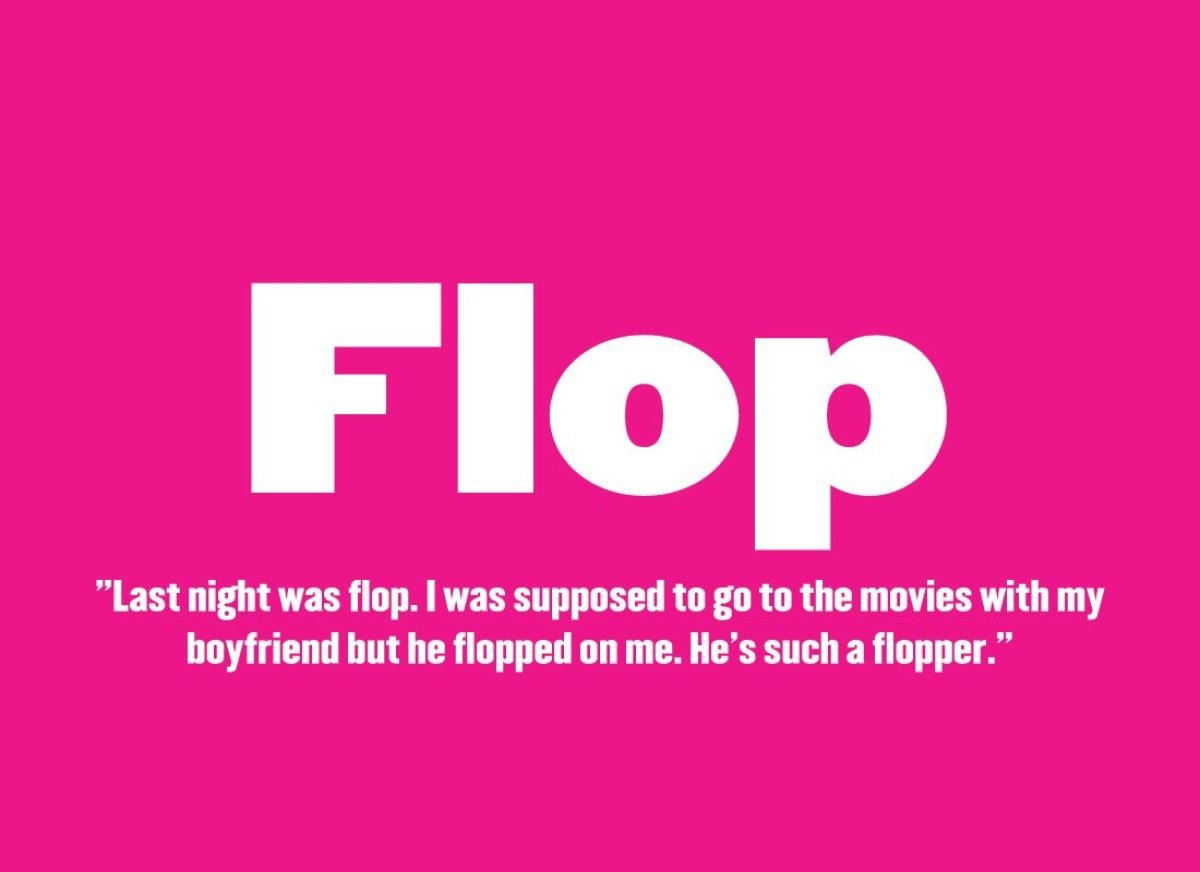 Flop
”Last night was flop. I was supposed to go to the movies with my
boyfriend but he flopped on me. He’s such a flopper.”